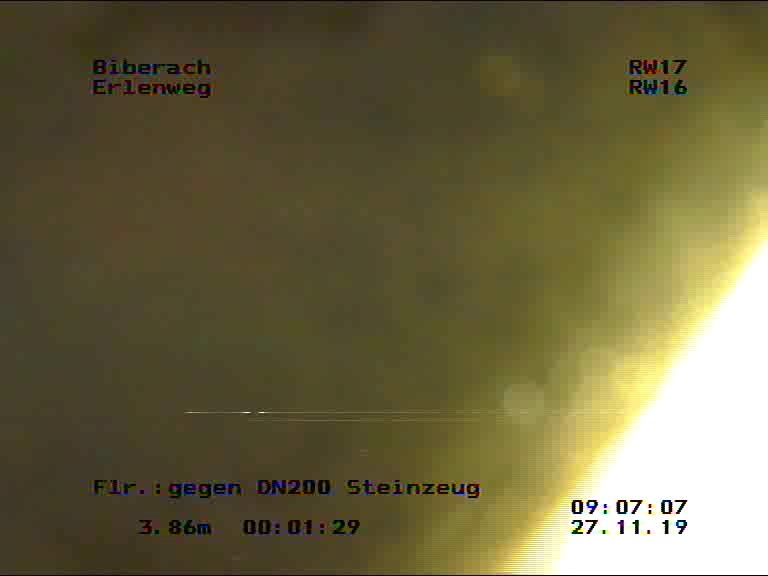 Biberach
RW17
Erlenweg
RW16
Flr.:gegen DN200 Steinzeug
09:07:07
3.86m 00:01:29
27.11.19